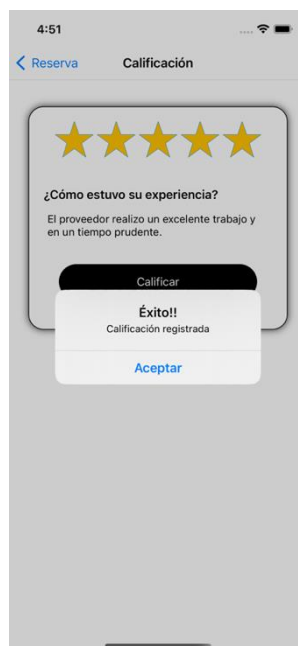 4:51
Reserva
Calificación
¿Cómo estuvo su experiencia?
El proveedor realizo un excelente trabajo y
en un tiempo prudente.
Calificar
Éxito!!
Calificación registrada
Aceptar